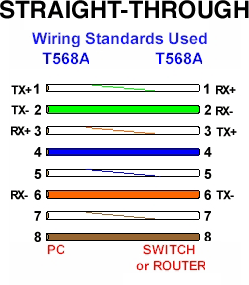 STRAIGHT-THROUGH
Wiring Standards Used
T568A T568A
TX+ 1 1 RX+
TX- 2 2 RX-
RX+ 3 3 TX+
4 4
5 5
RX- 6 6 TX-
7 7
8 8
PC SWITCH
or ROUTER